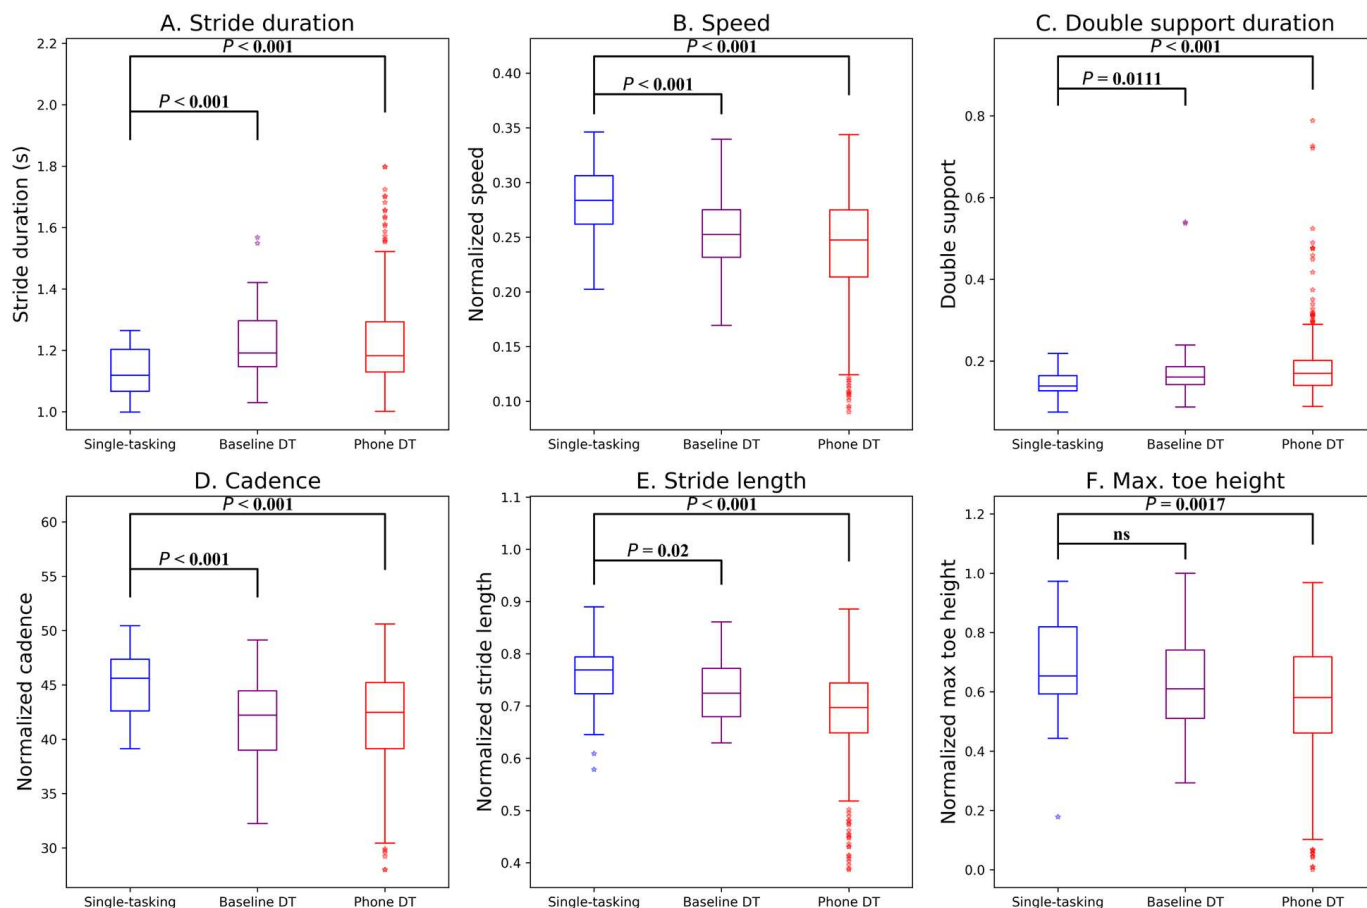 A. Stride duration
P < 0.001
P < 0.001
Stride duration (s)
2.2
2.0
1.8
1.6
1.4
1.2
1.0
Single-tasking
Baseline DT
Phone DT
B. Speed
P < 0.001
P < 0.001
Normalized speed
0.40
0.35
0.30
0.25
0.20
0.15
0.10
Single-tasking
Baseline DT
Phone DT
C. Double support duration
P < 0.001
P = 0.0111
Double support
0.8
0.6
0.4
0.2
Single-tasking
Baseline DT
Phone DT
D. Cadence
P < 0.001
P < 0.001
Normalized cadence
60
55
50
45
40
35
30
Single-tasking
Baseline DT
Phone DT
E. Stride length
P < 0.001
P = 0.02
Normalized stride length
1.1
1.0
0.9
0.8
0.7
0.6
0.5
0.4
Single-tasking
Baseline DT
Phone DT
F. Max. toe height
P = 0.0017
ns
Normalized max toe height
1.2
1.0
0.8
0.6
0.4
0.2
0.0
Single-tasking
Baseline DT
Phone DT